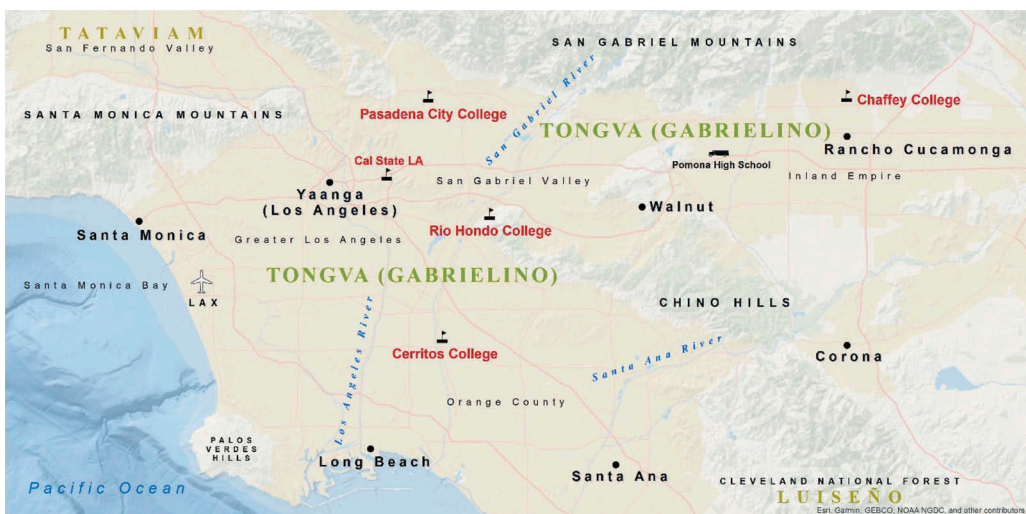 TATAVIAM
San Fernando Valley
SAN GABRIEL MOUNTAINS
SANTA MONICA MOUNTAINS
Pasadena City College
San Gabriel River
Chaffey College
TONGVA (GABRIELINO)
Rancho Cucamonga
Cal State LA
Pomona High School
San Gabriel Valley
Inland Empire
Yaanga
(Los Angeles)
Walnut
Santa Monica
Rio Hondo College
Greater Los Angeles
TONGVA (GABRIELINO)
Santa Monica Bay
LAX
CHINO HILLS
Los Angeles River
Cerritos College
Santa Ana River
Corona
Orange County
PALOS
VERDES
HILLS
Long Beach
Santa Ana
Pacific Ocean
CLEVELAND NATIONAL FOREST
LUISEÑO
Esri, Garmin, GEBCO, NOAA NGDC, and other contributors